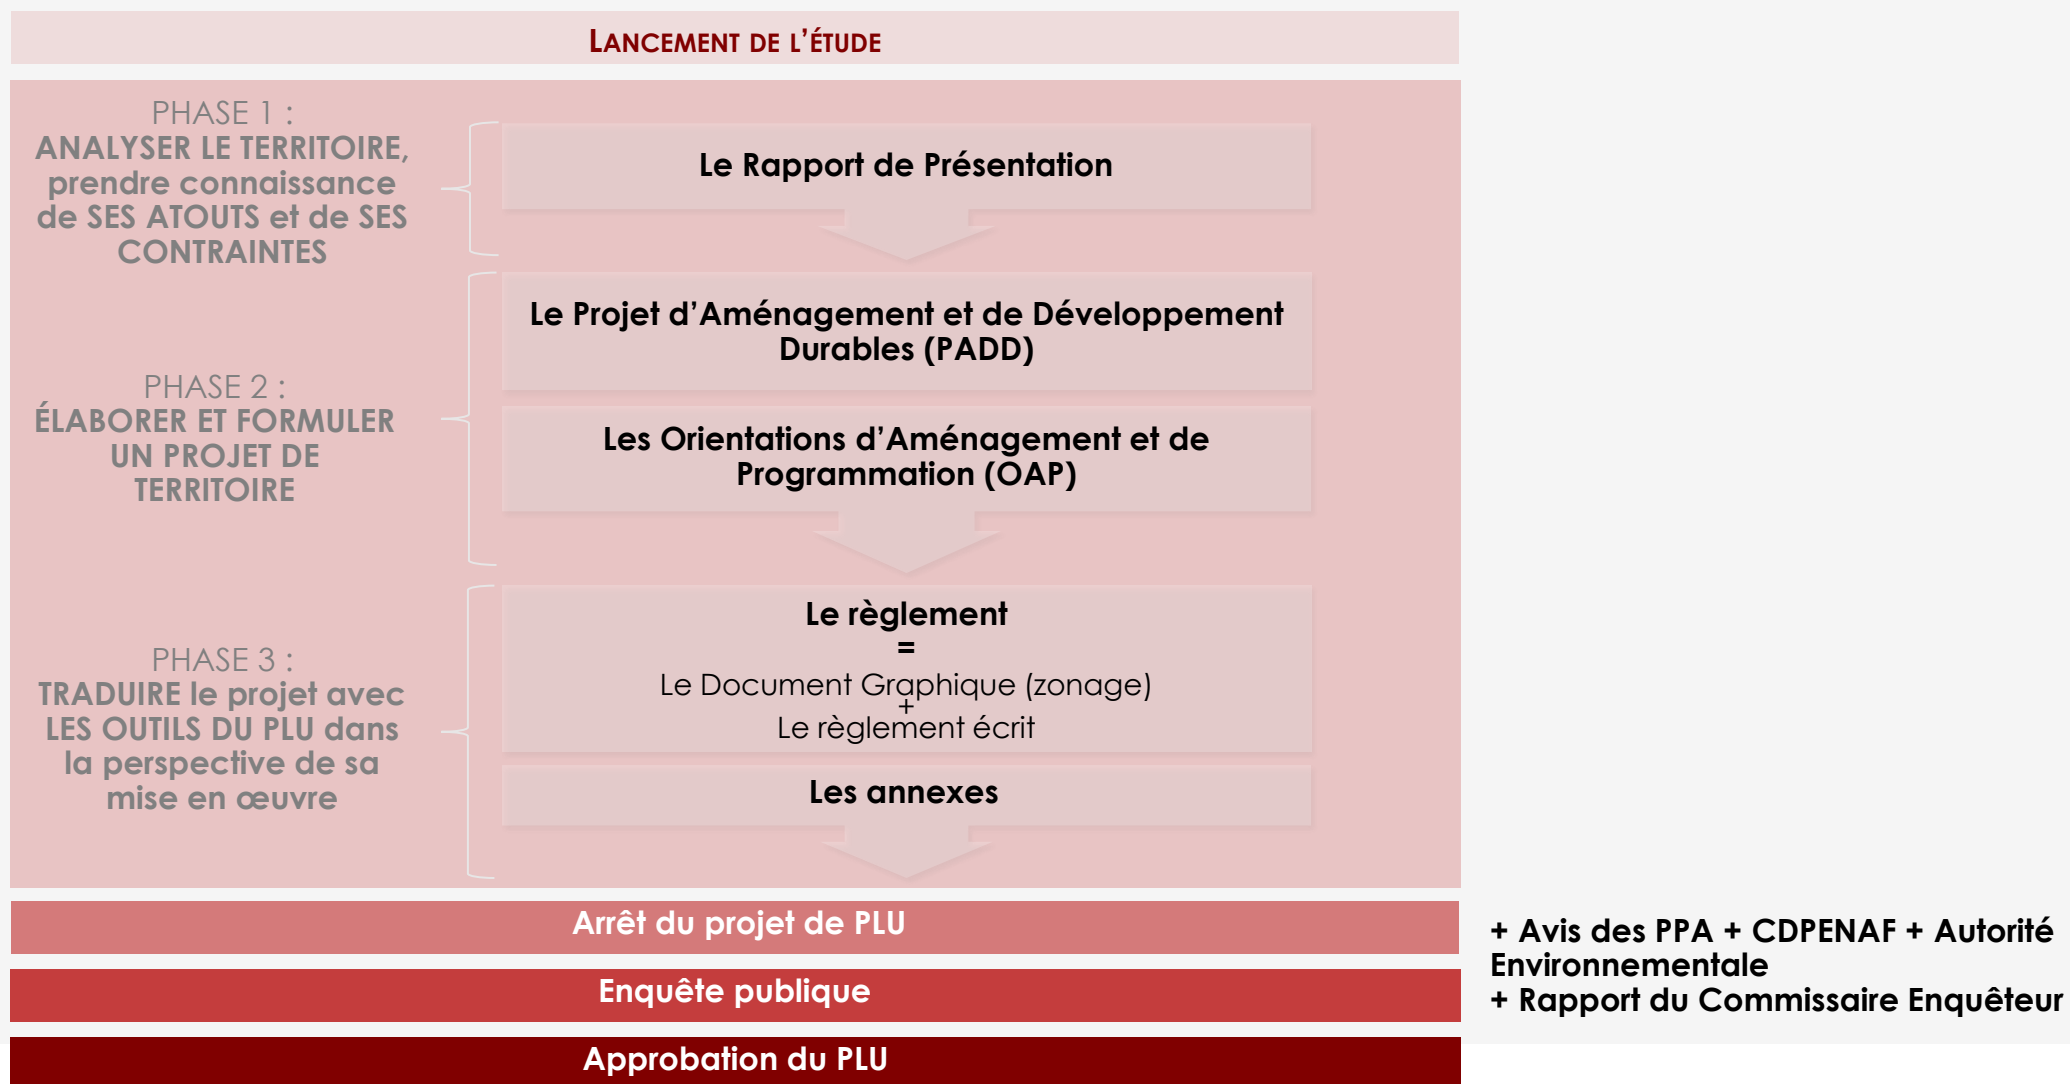 LANCEMENT DE L'ÉTUDE
PHASE 1 :
ANALYSER LE TERRITOIRE,
prendre connaissance
de SES ATOUTS et de SES
CONTRAINTES
Le Rapport de Présentation
PHASE 2 :
ÉLABORER ET FORMULER
UN PROJET DE
TERRITOIRE
Le Projet d'Aménagement et de Développement
Durables (PADD)
Les Orientations d'Aménagement et de
Programmation (OAP)
PHASE 3 :
TRADUIRE le projet avec
LES OUTILS DU PLU dans
la perspective de sa
mise en œuvre
Le règlement
=
Le Document Graphique (zonage)
+
Le règlement écrit
Les annexes
Arrêt du projet de PLU
+ Avis des PPA + CDPENAF + Autorité
Environnementale
Enquête publique
+ Rapport du Commissaire Enquêteur
Approbation du PLU